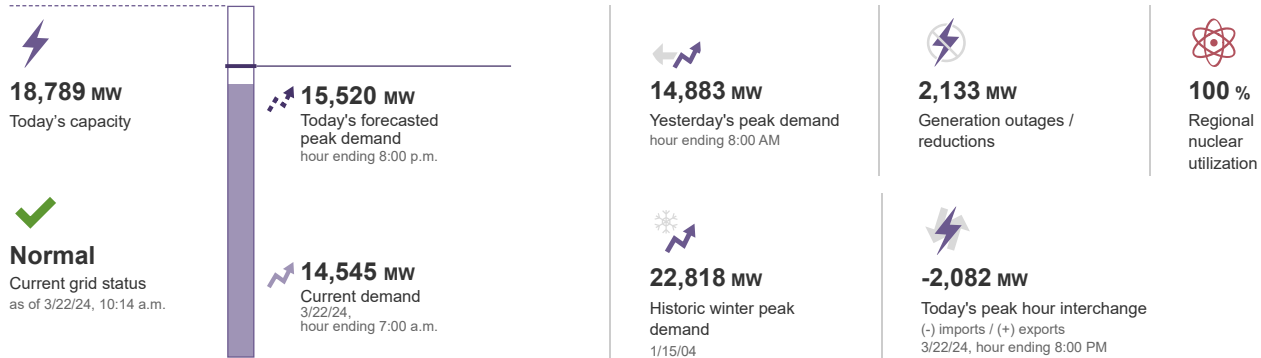 18,789 MW
Today's capacity
Normal
Current grid status
as of 3/22/24, 10:14 a.m.
15,520 MW
Today's forecasted
peak demand
hour ending 8:00 p.m.
14,545 MW
Current demand
3/22/24,
hour ending 7:00 a.m.
14,883 MW
Yesterday's peak demand
hour ending 8:00 AM
2,133 MW
Generation outages /
reductions
100 %
Regional
nuclear
utilization
22,818 MW
Historic winter peak
demand
1/15/04
-2,082 MW
Today's peak hour interchange
(-) imports / (+) exports
3/22/24, hour ending 8:00 PM